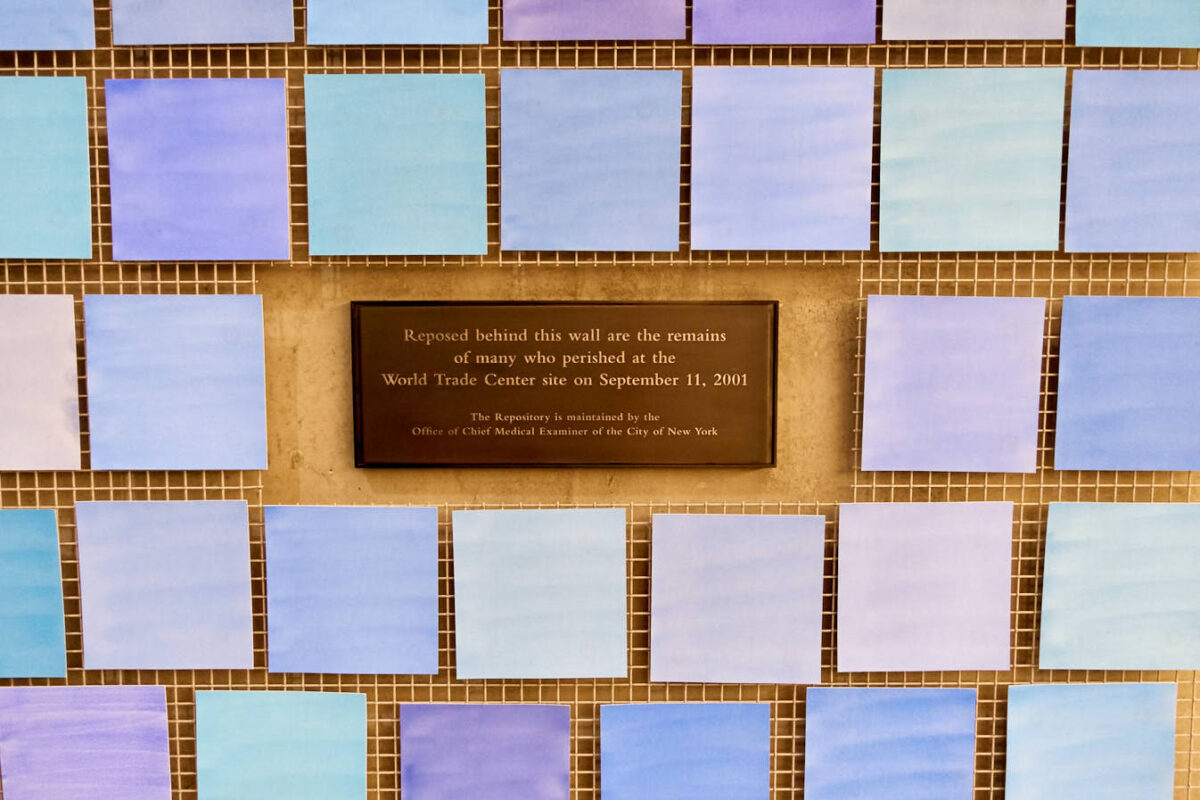 Reposed behind this wall are the remains
of many who perished at the
World Trade Center site on September 11, 2001
The Repository is maintained by the
Office of Chief Medical Examiner of the City of New York